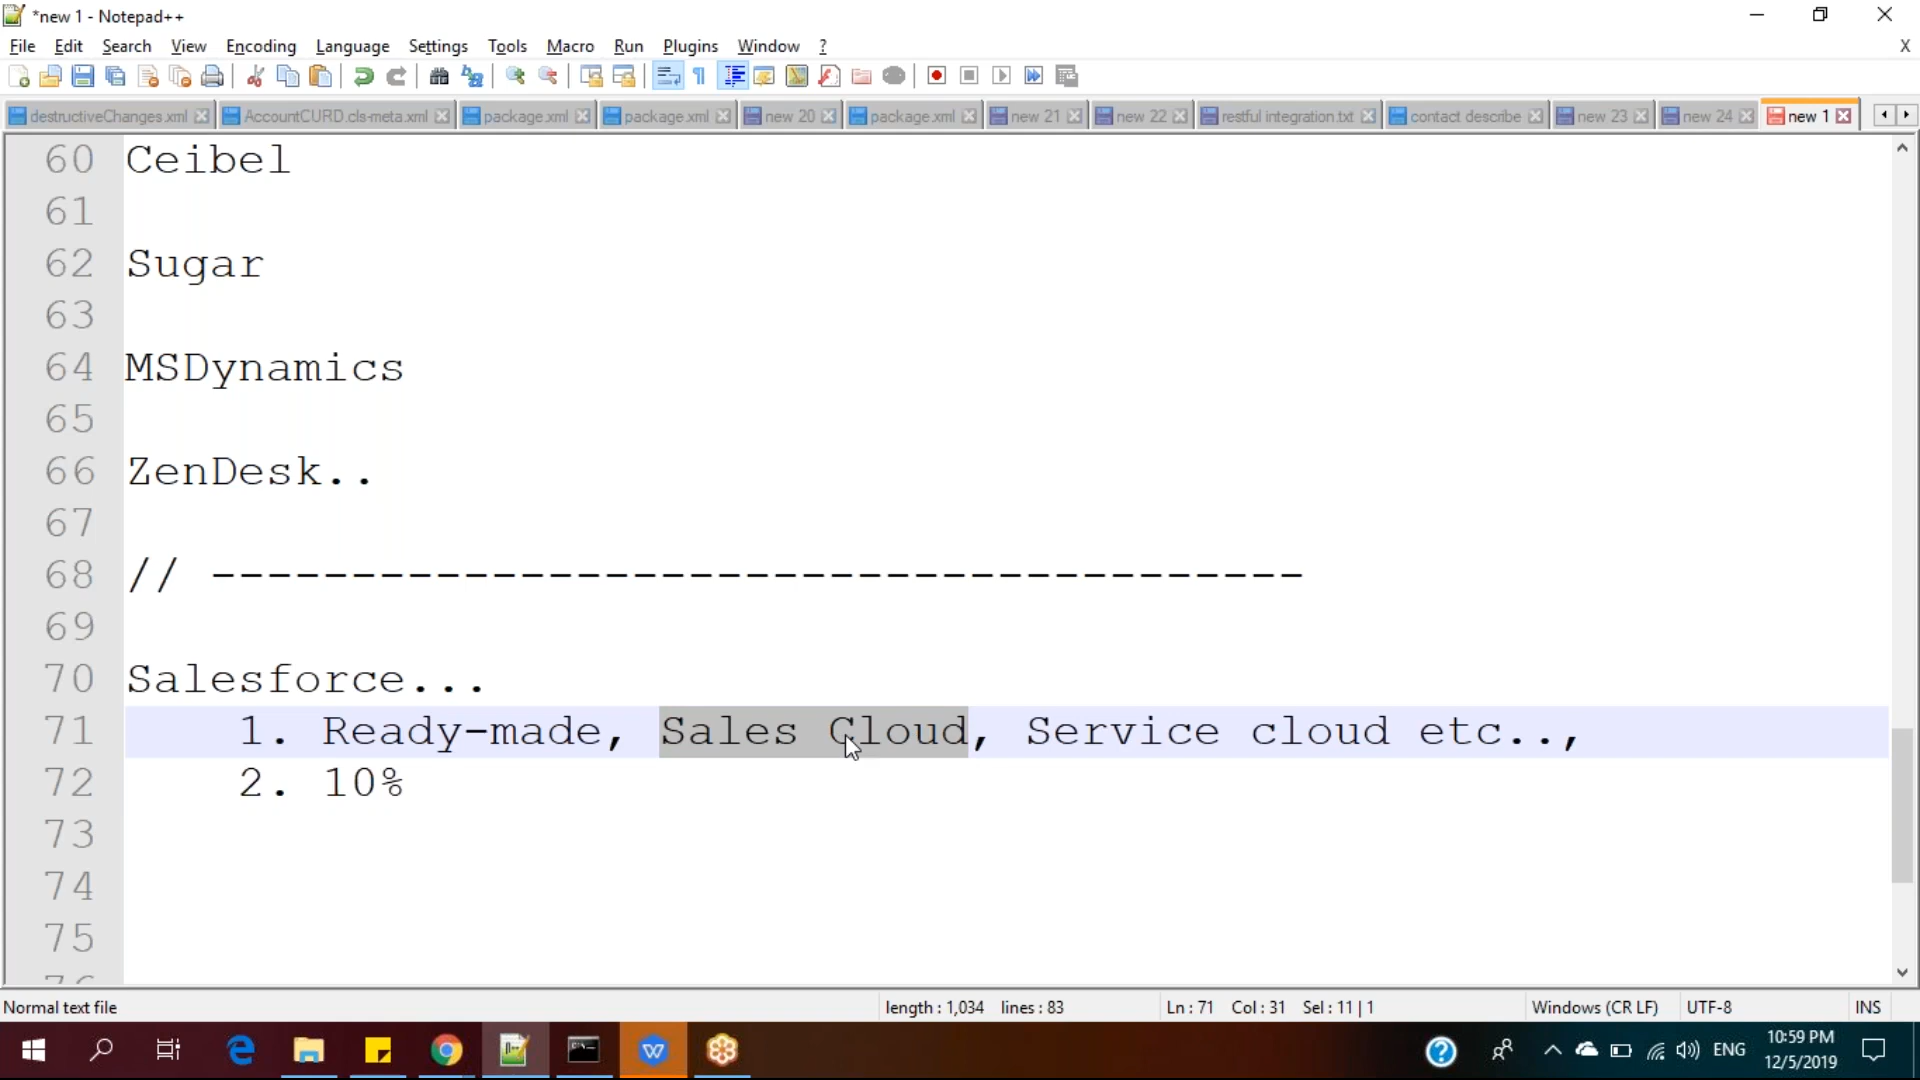 *new 1 - Notepad++
File Edit Search View Encoding Language Settings Tools Macro Run Plugins Window ? X
destructiveChanges.xml AccountCURD.cls-meta.xml package.xml package.xml new 20 package.xml new 21 new 22 restful integration.txt contact describe new 23 new 24 new 1
60 Ceibel
61
62 Sugar
63
64 MSDynamics
65
66 ZenDesk..
67
68 // ---------------------------------------
69
70 Salesforce...
71 1. Ready-made, Sales Cloud, Service cloud etc..,
72 2. 10%
73
74
75
Normal text file length : 1,034 lines : 83 Ln : 71 Col : 31 Sel : 11 | 1 Windows (CR LF) UTF-8 INS
ENG 10:59 PM
12/5/2019